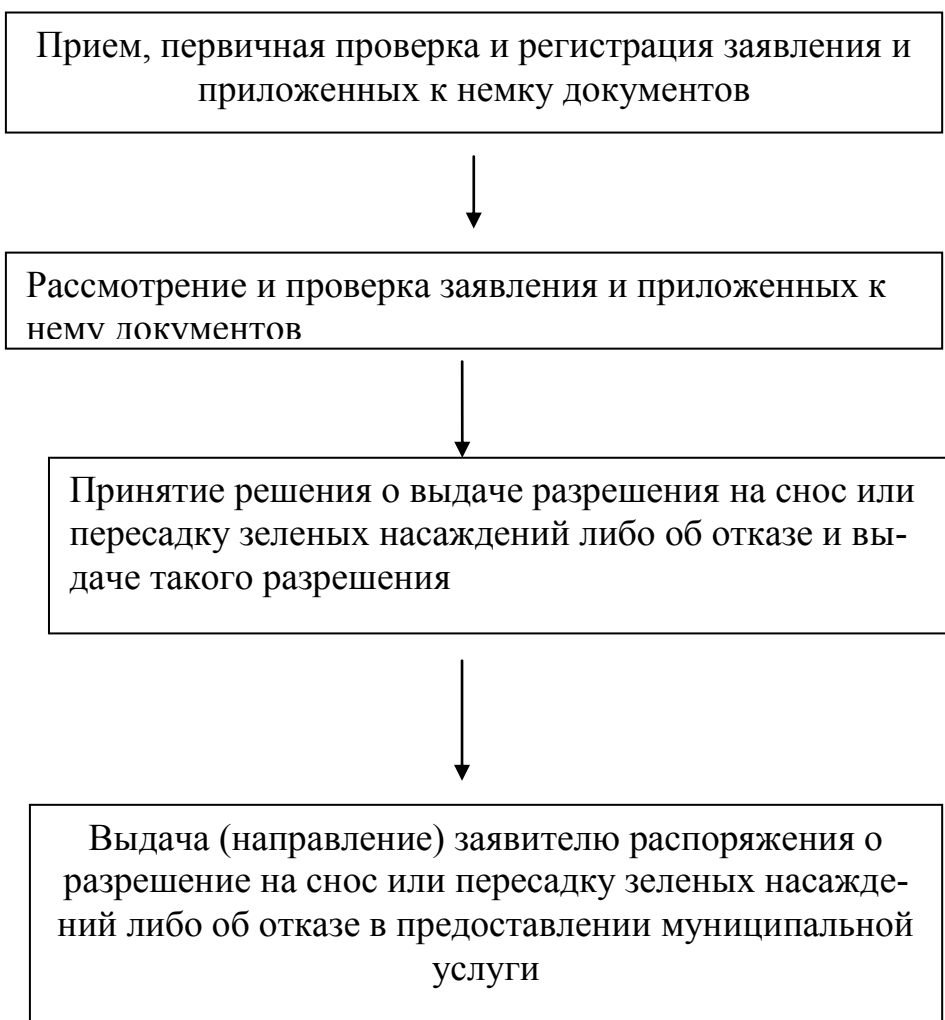 Прием, первичная проверка и регистрация заявления и
приложенных к немку документов
Рассмотрение и проверка заявления и приложенных к
нему документов
Принятие решения о выдаче разрешения на снос или
пересадку зеленых насаждений либо об отказе и вы-
даче такого разрешения
Выдача (направление) заявителю распоряжения о
разрешение на снос или пересадку зеленых насажде-
ний либо об отказе в предоставлении муниципальной
услуги